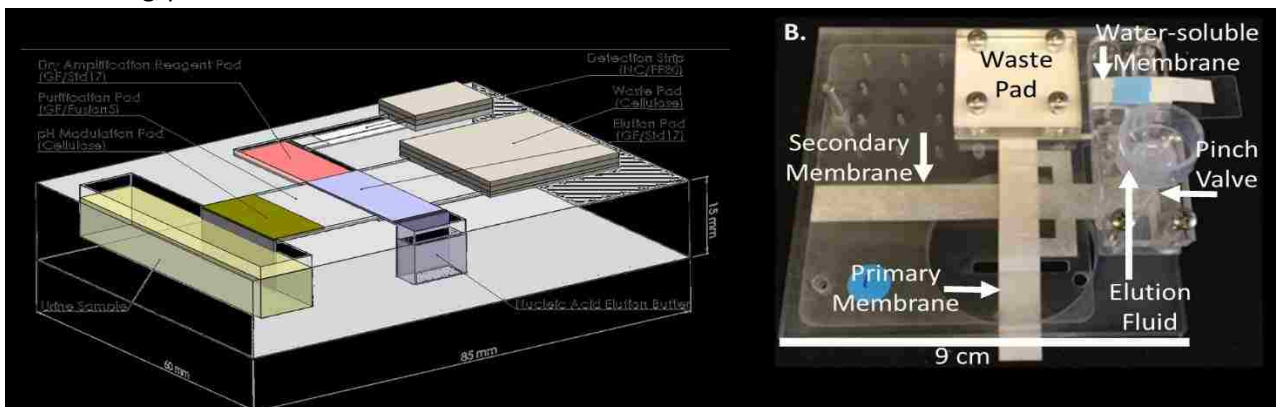 Dry Amplification Reagent Pad
(GF/Std17)
Purification Pad
(GF/Fusion5)
pH Modulation Pad
(Cellulose)
Urine Sample
60 mm
85 mm
15 mm
Detection Strip
(NC/FF80)
Waste Pad
(Cellulose)
Elution Pad
(GF/Std17)
Nucleic Acid Elution Buffer
B.
Waste
Pad
Water-soluble
Membrane
Secondary
Membrane
Pinch
Valve
Primary
Membrane
Elution
Fluid
9 cm